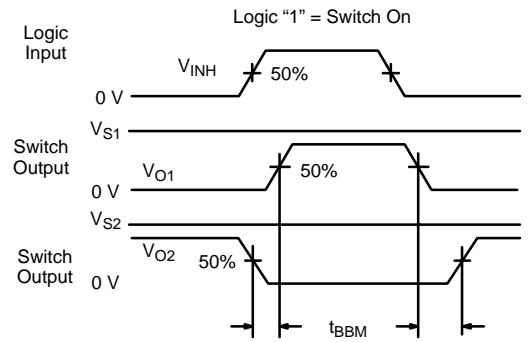 Logic “1” = Switch On
Logic
Input
VINH
50%
0 V
VS1
Switch
Output
VO1
50%
0 V
VS2
Switch
Output
VO2
50%
0 V
tBBM